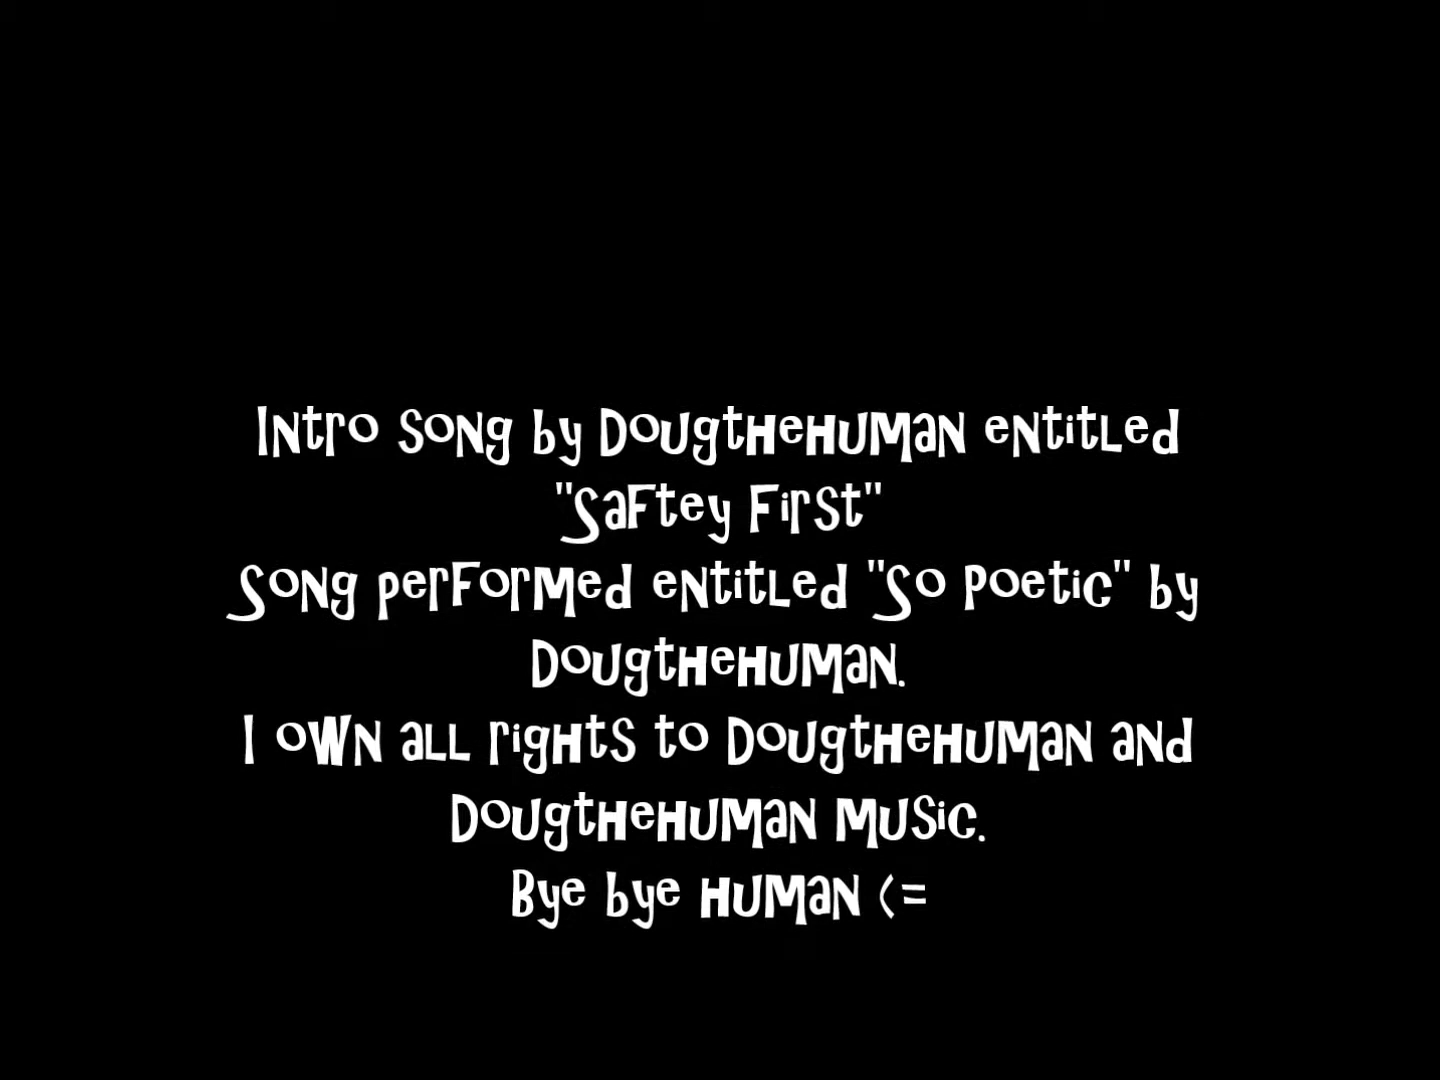 Intro song by Dougthehuman entitled
"Saftey First"
Song performed entitled "So Poetic" by
Dougthehuman.
I own all rights to Dougthehuman and
Dougthehuman music.
Bye bye human (=